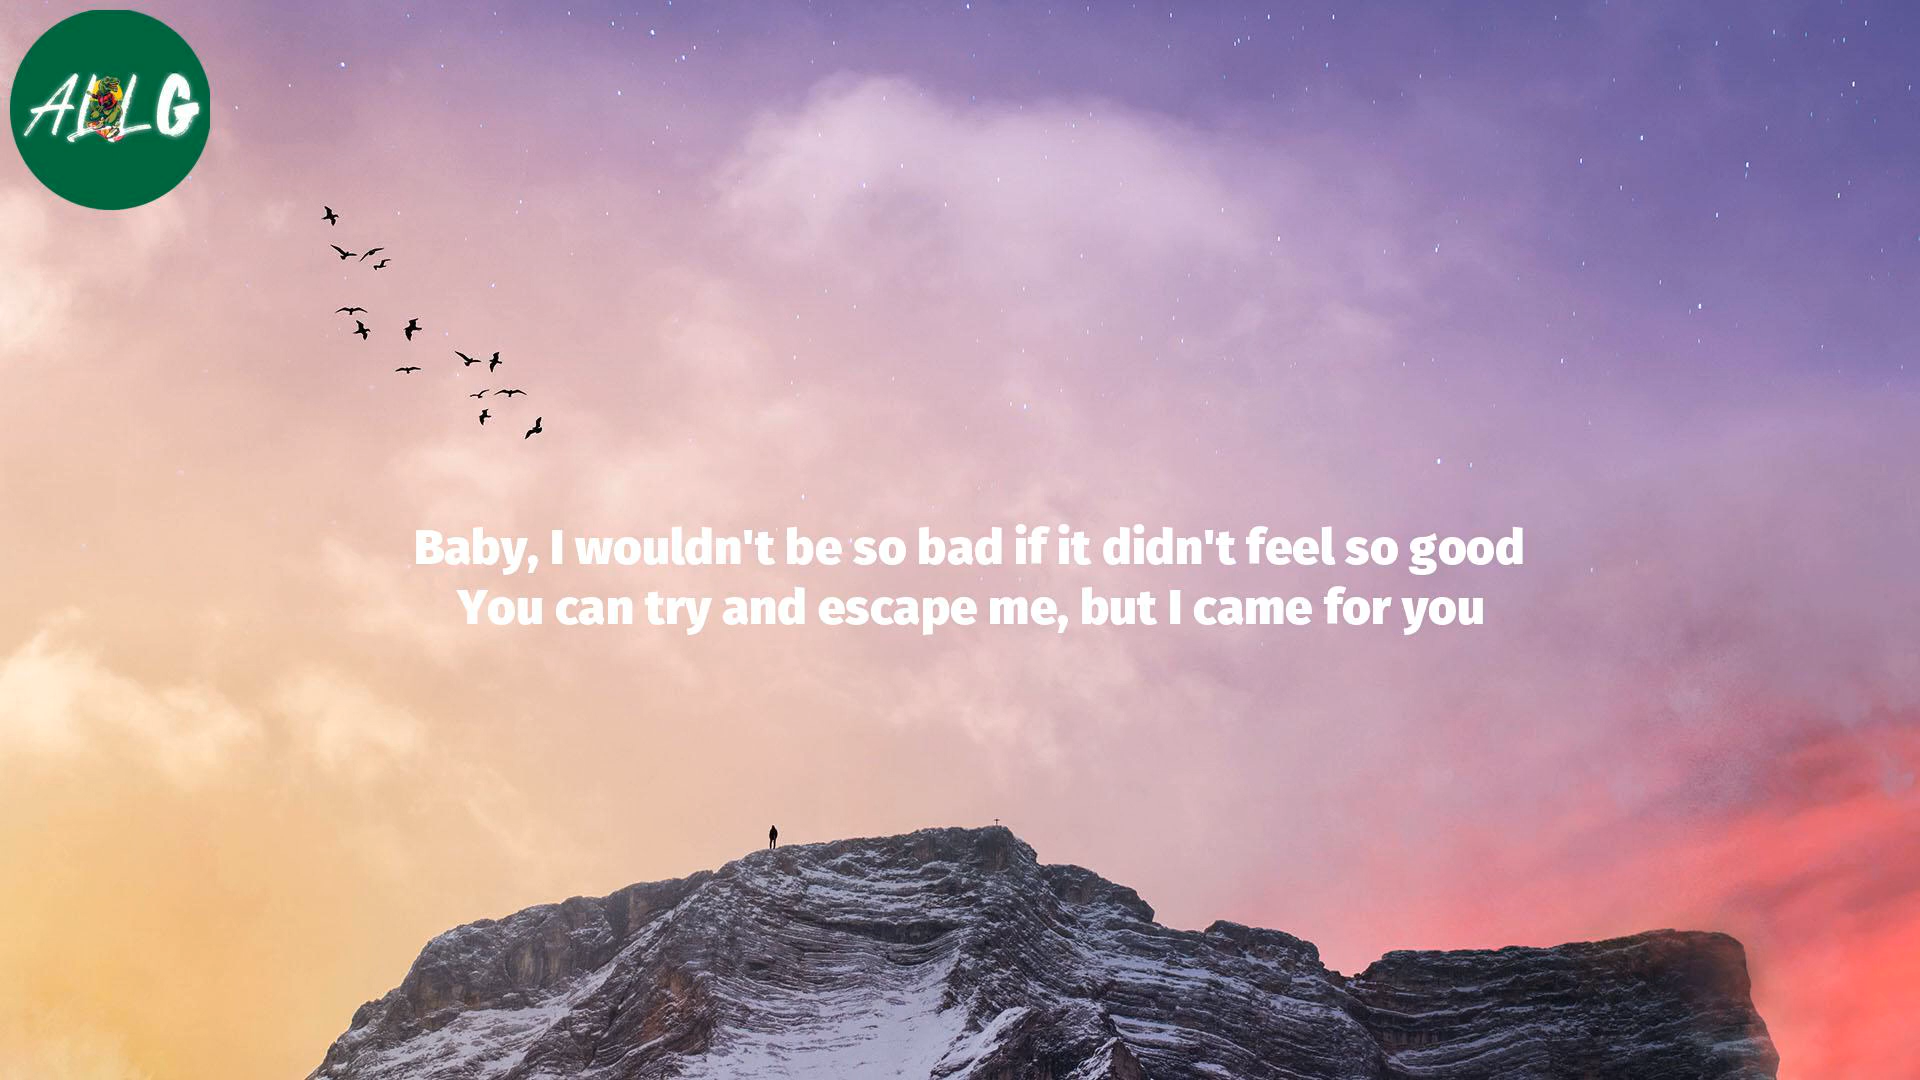 ALLG
Baby, I wouldn't be so bad if it didn't feel so good
You can try and escape me, but I came for you